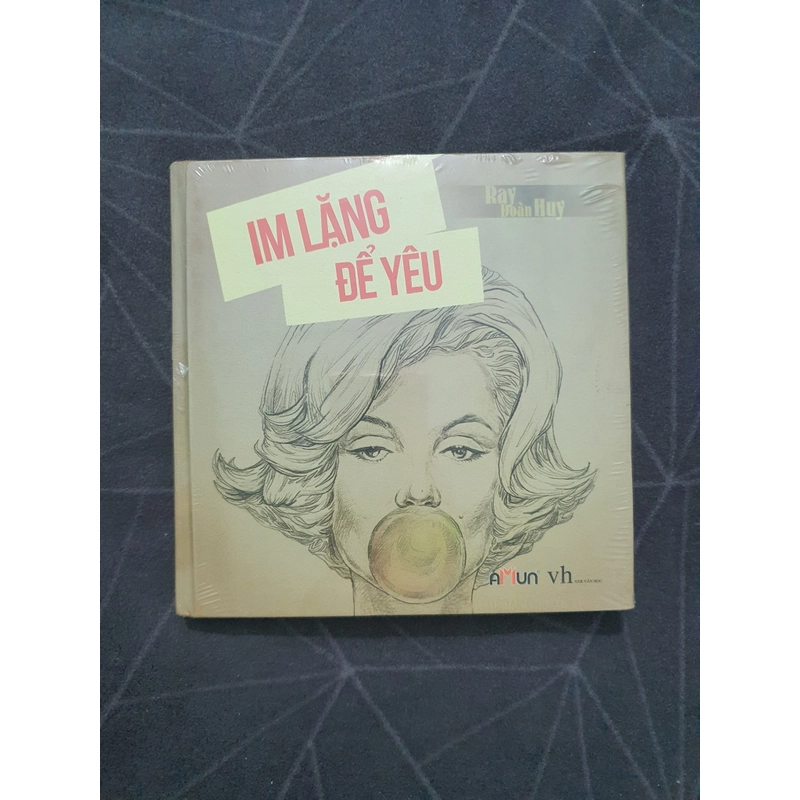 IM LẶNG
ĐỂ YÊU
Ray
Đoàn Huy
AMUN vh